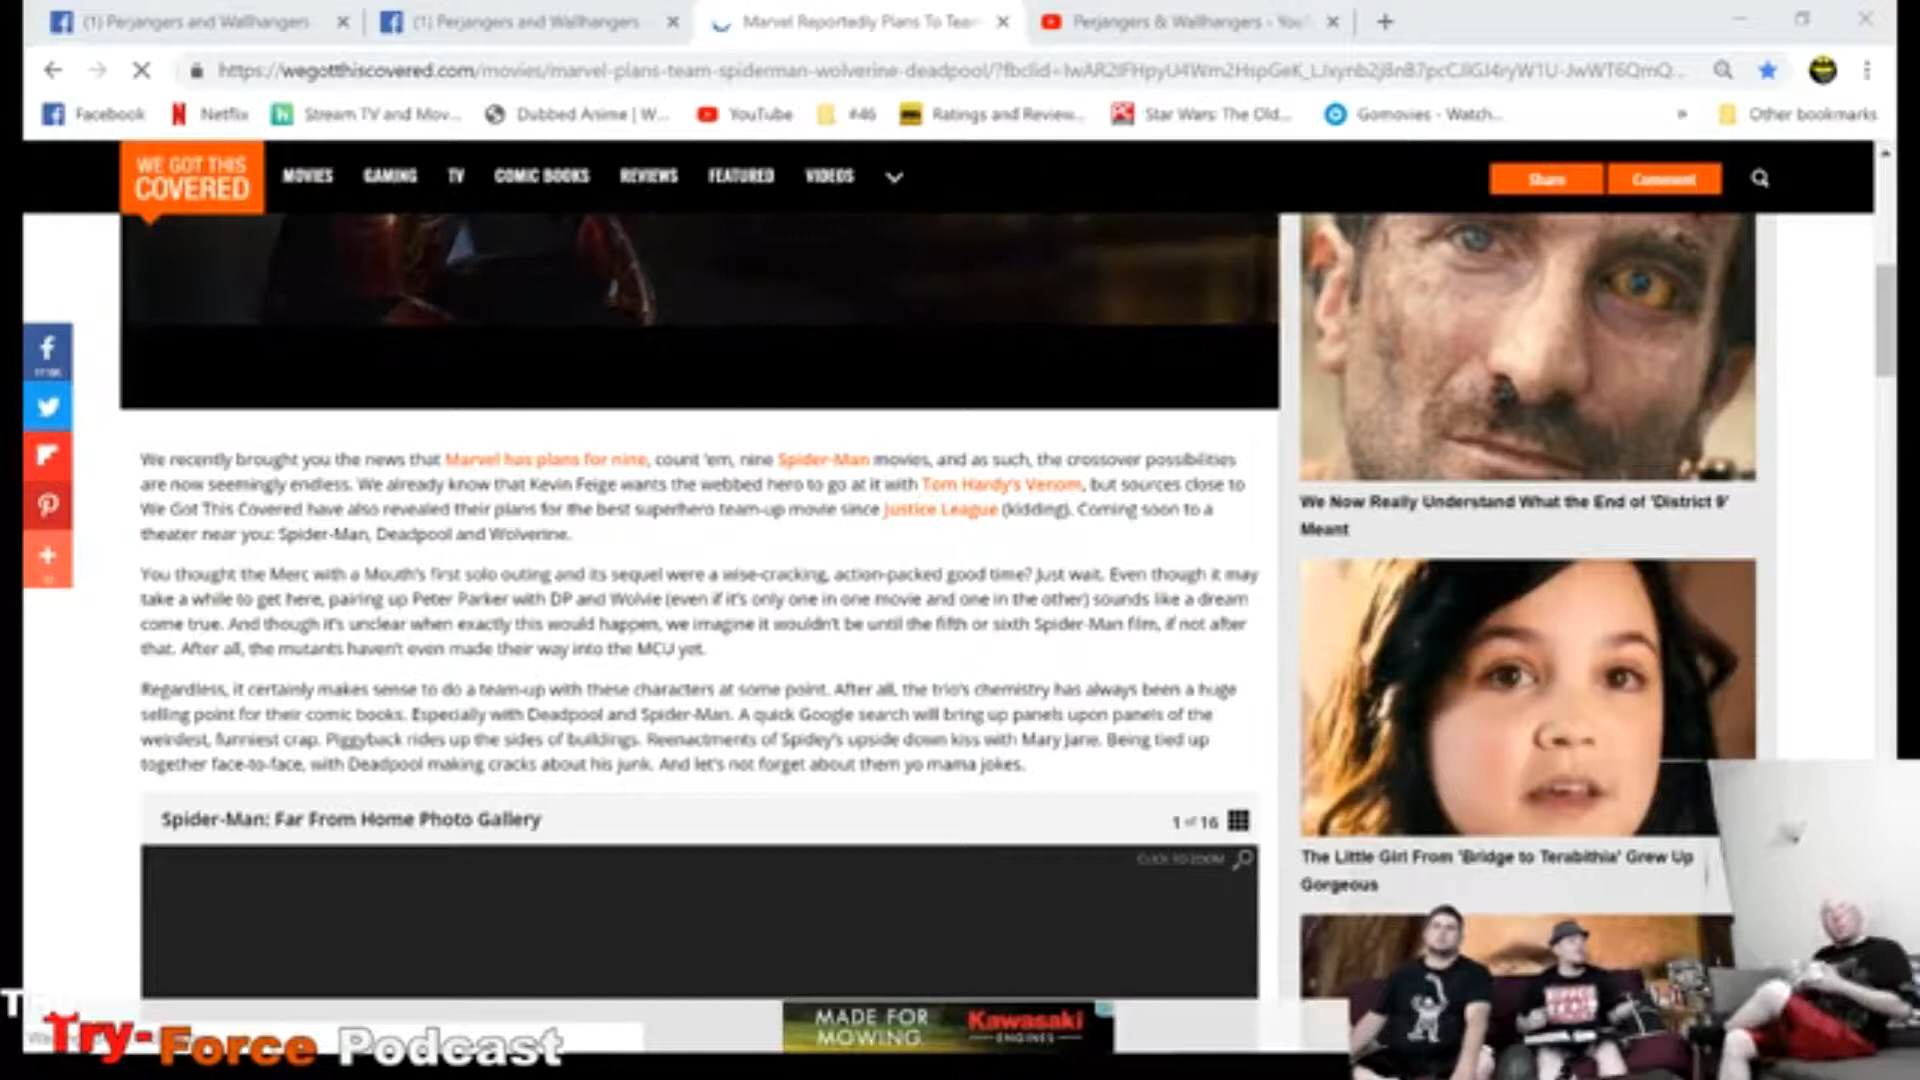 (1) Perjangers and Wallhangers
(1) Perjangers and Wallhangers
Marvel Reportedly Plans To Team
Perjangers & Wallhangers - YouT
Facebook
Netflix
Stream TV and Mov...
Dubbed Anime | W...
YouTube
#46
Ratings and Review...
Star Wars: The Old...
Gomovies - Watch...
»
Other bookmarks
WE GOT THIS
COVERED
MOVIES
GAMING
TV
COMIC BOOKS
REVIEWS
FEATURED
VIDEOS
Share
Comment
We recently brought you the news that Marvel has plans for nine, count 'em, nine Spider-Man movies, and as such, the crossover possibilities
are now seemingly endless. We already know that Kevin Feige wants the webbed hero to go at it with Tom Hardy's Venom, but sources close to
We Got This Covered have also revealed their plans for the best superhero team-up movie since Justice League (kidding). Coming soon to a
theater near you: Spider-Man, Deadpool and Wolverine.
You thought the Merc with a Mouth's first solo outing and its sequel were a wise-cracking, action-packed good time? Just wait. Even though it may
take a while to get here, pairing up Peter Parker with DP and Wolvie (even if it's only one in one movie and one in the other) sounds like a dream
come true. And though it's unclear when exactly this would happen, we imagine it wouldn't be until the fifth or sixth Spider-Man film, if not after
that. After all, the mutants haven't even made their way into the MCU yet.
Regardless, it certainly makes sense to do a team-up with these characters at some point. After all, the trio's chemistry has always been a huge
selling point for their comic books. Especially with Deadpool and Spider-Man. A quick Google search will bring up panels upon panels of the
weirdest, funniest crap. Piggyback rides up the sides of buildings. Reenactments of Spidey's upside down kiss with Mary Jane. Being tied up
together face-to-face, with Deadpool making cracks about his junk. And let's not forget about them yo mama jokes.
Spider-Man: Far From Home Photo Gallery
1 of 16
CLICK TO ZOOM
We Now Really Understand What the End of 'District 9'
Meant
The Little Girl From 'Bridge to Terabithia' Grew Up
Gorgeous
MADE FOR
MOWING.
Kawasaki
ENGINES
Try-Force Podcast